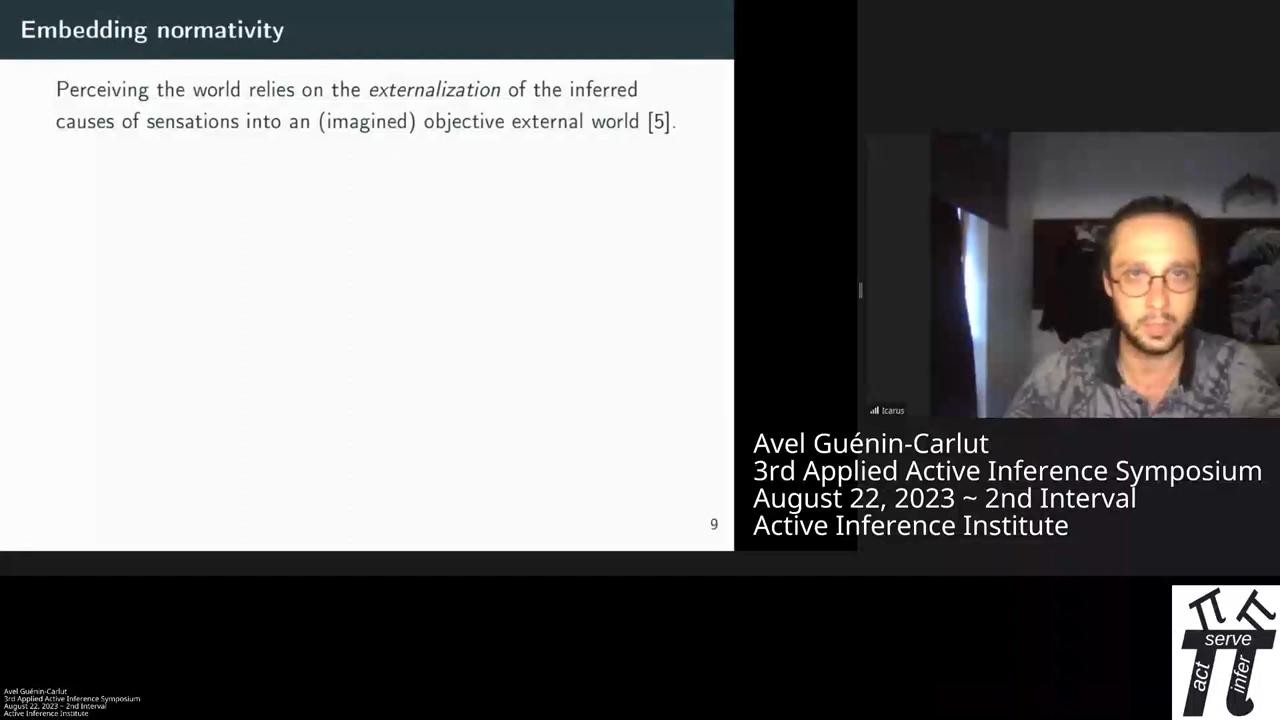 Embedding normativity
Perceiving the world relies on the externalization of the inferred
causes of sensations into an (imagined) objective external world [5].
9
Icarus
Avel Guénin-Carlut
3rd Applied Active Inference Symposium
August 22, 2023 ~ 2nd Interval
Active Inference Institute
serve
act
infer
Avel Guénin-Carlut
3rd Applied Active Inference Symposium
August 22, 2023 ~ 2nd Interval
Active Inference Institute